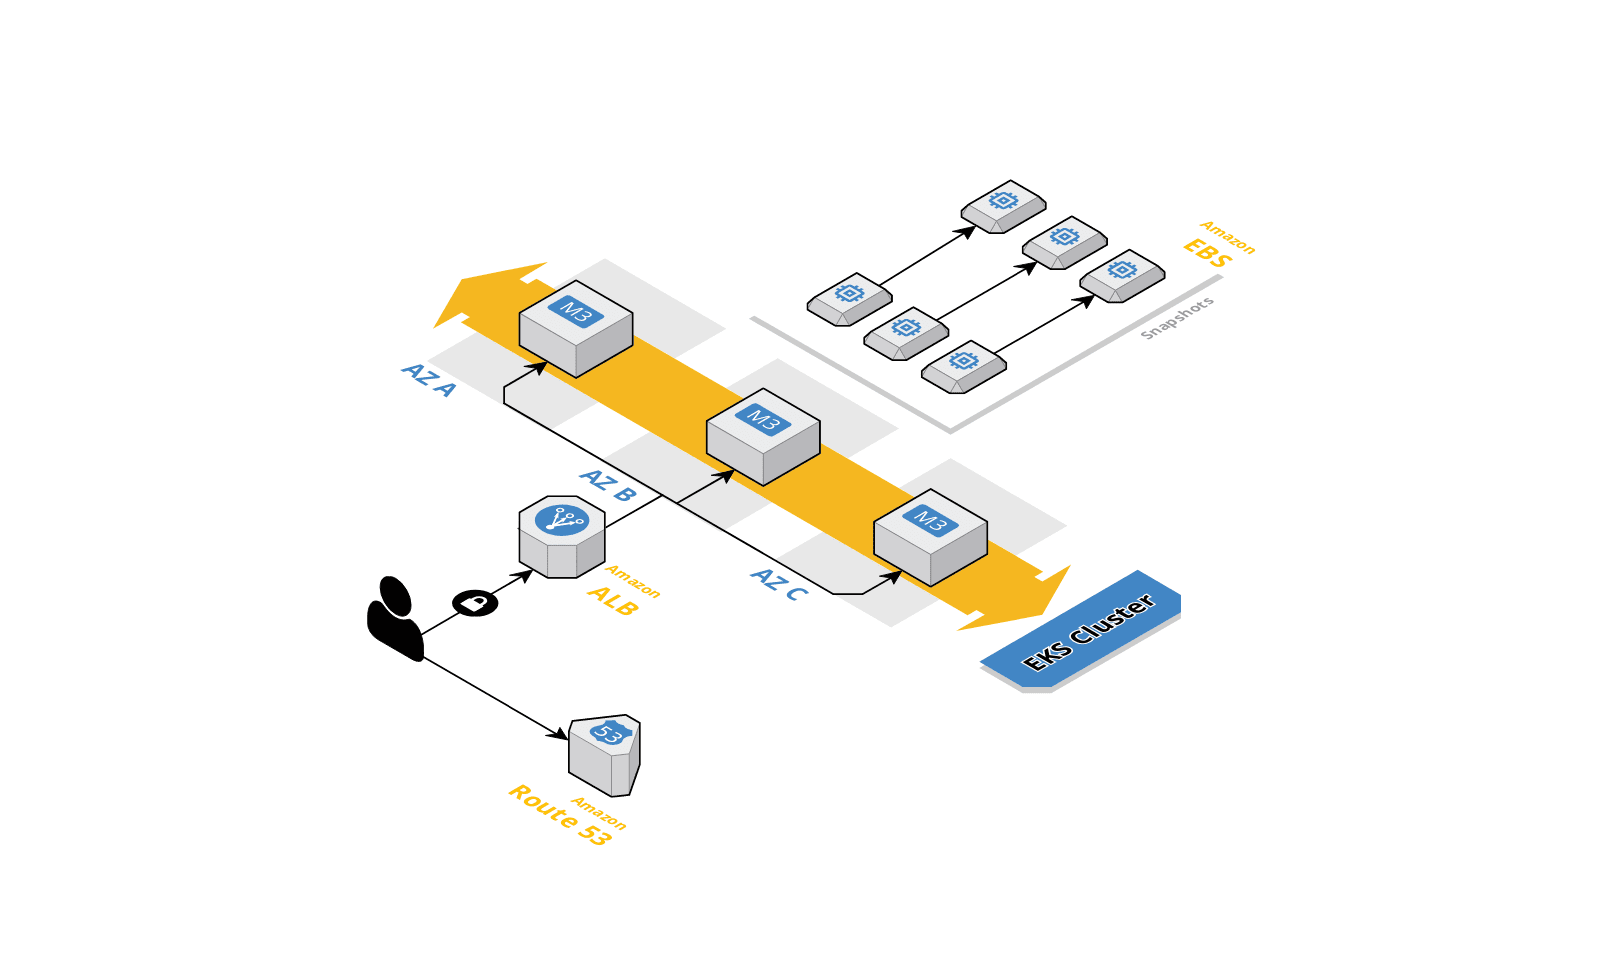 Amazon
EBS
Snapshots
M3
AZ A
M3
AZ B
M3
AZ C
Amazon
ALB
EKS Cluster
53
Amazon
Route 53